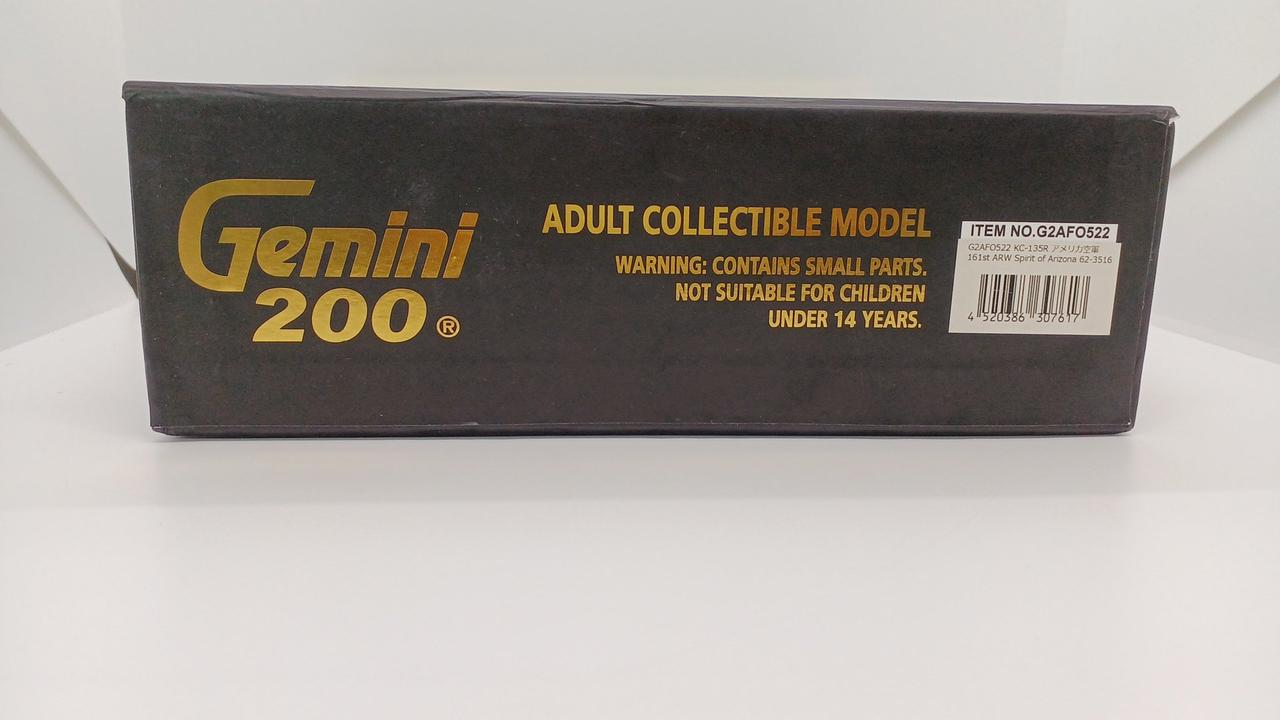 Gemini
200®
ADULT COLLECTIBLE MODEL
WARNING: CONTAINS SMALL PARTS.
NOT SUITABLE FOR CHILDREN
UNDER 14 YEARS.
ITEM NO.G2AFO522
G2AFO522 KC-135R アメリカ空軍
161st ARW Spirit of Arizona 62-3516
4 520386 307617